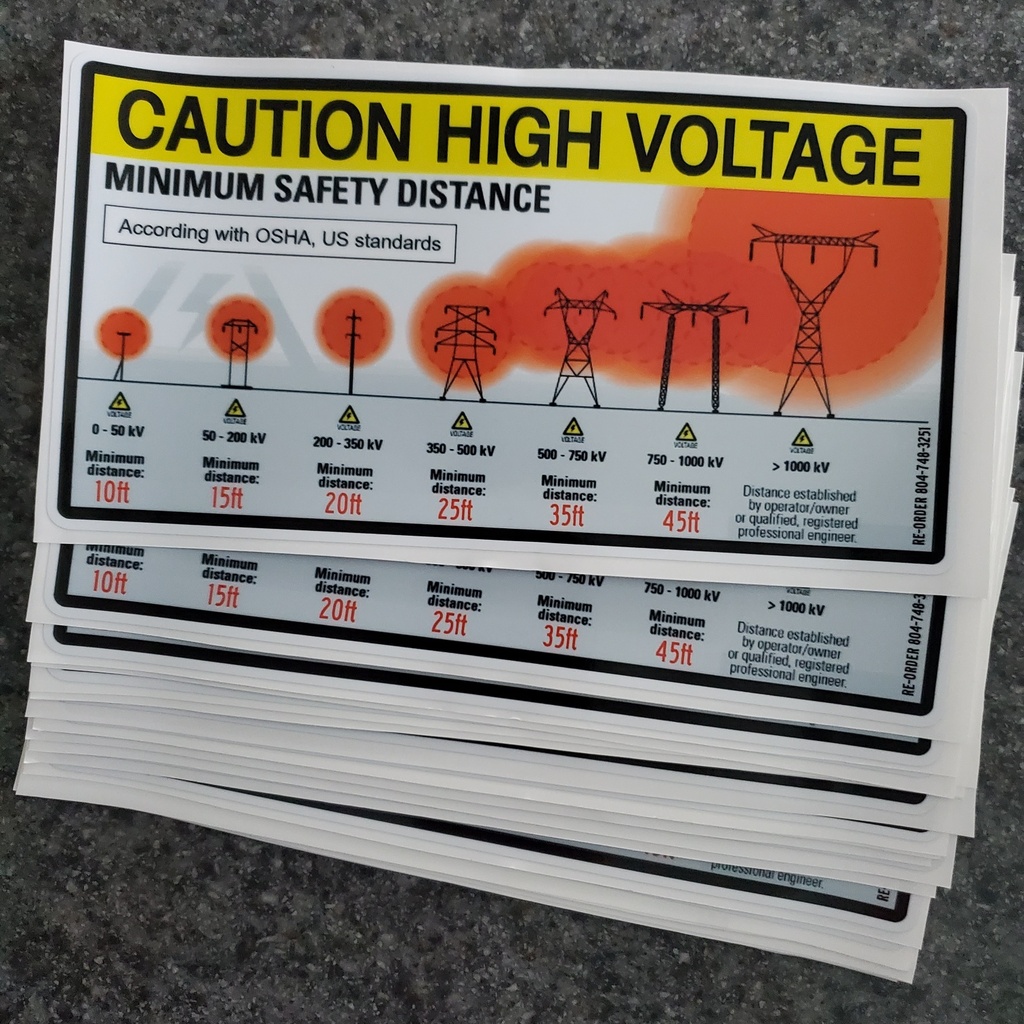 CAUTION HIGH VOLTAGE
MINIMUM SAFETY DISTANCE
According with OSHA, US standards
VOLTAGE
0 - 50 kV
Minimum
distance:
10ft
VOLTAGE
50 - 200 kV
Minimum
distance:
15ft
VOLTAGE
200 - 350 kV
Minimum
distance:
20ft
VOLTAGE
350 - 500 kV
Minimum
distance:
25ft
VOLTAGE
500 - 750 kV
Minimum
distance:
35ft
VOLTAGE
750 - 1000 kV
Minimum
distance:
45ft
VOLTAGE
> 1000 kV
Distance established
by operator/owner
or qualified, registered
professional engineer.
RE-ORDER 804-748-3251
Minimum
distance:
10ft
Minimum
distance:
15ft
Minimum
distance:
20ft
Minimum
distance:
25ft
500 - 750 kV
Minimum
distance:
35ft
750 - 1000 kV
Minimum
distance:
45ft
> 1000 kV
Distance established
by operator/owner
or qualified, registered
professional engineer.
RE-ORDER 804-748-3
professional engineer.
RE-